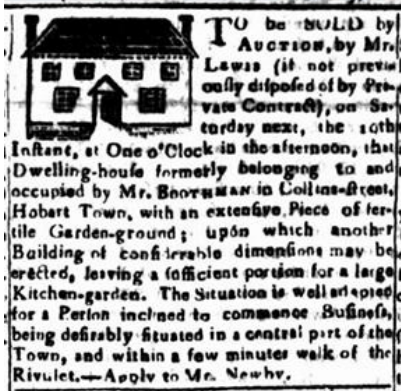 TO be SOLD by
AUCTION, by Mr.
Lewis (if not previ-
ously disposed of by Pri-
vate Contract), on Sa-
turday next, the 10th
Instant, at One o'Clock in the afternoon, that
Dwelling-house formerly belonging to and
occupied by Mr. BOOTHMAN in Collins-street,
Hobart Town, with an extensive Piece of fer-
tile Garden-ground; upon which another
Building of considerable dimensions may be
erected, leaving a sufficient portion for a large
Kitchen-garden. The Situation is well adapted
for a Person inclined to commence Business,
being desirably situated in a central part of the
Town, and within a few minutes walk of the
Rivulet.—Apply to Mr. Newby.